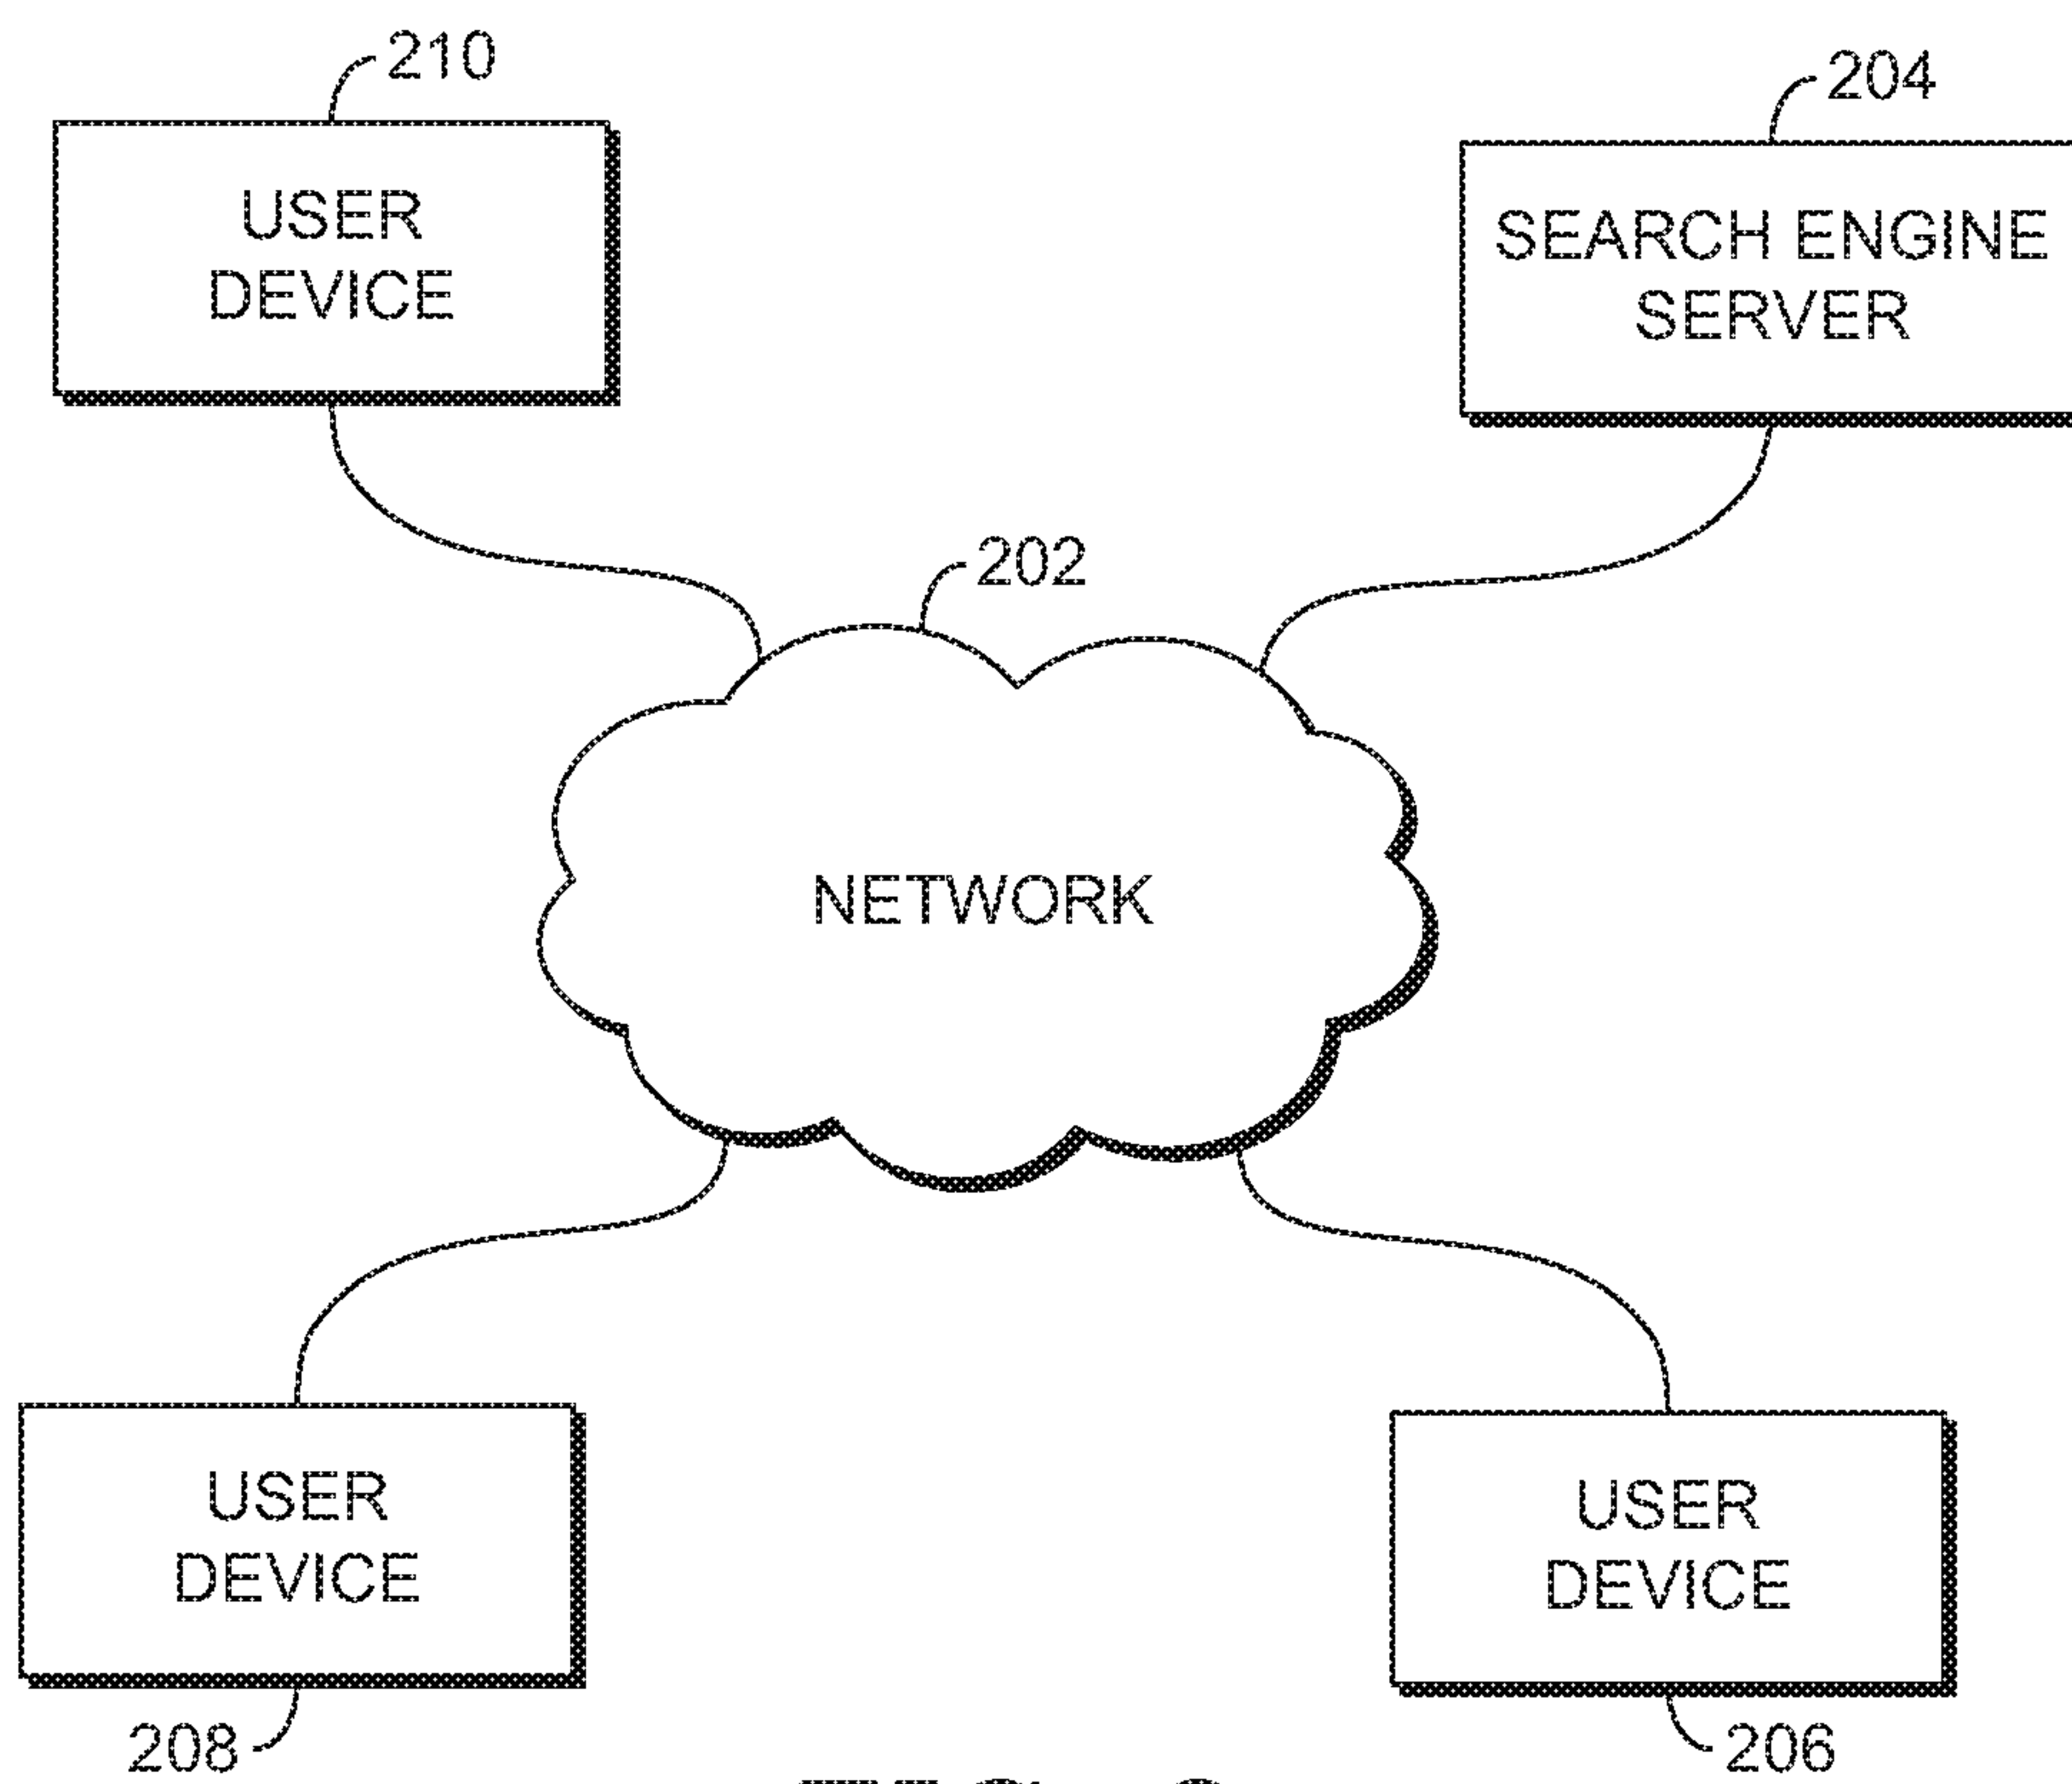 210
204
USER
DEVICE
SEARCH ENGINE
SERVER
202
NETWORK
USER
DEVICE
USER
DEVICE
208
206